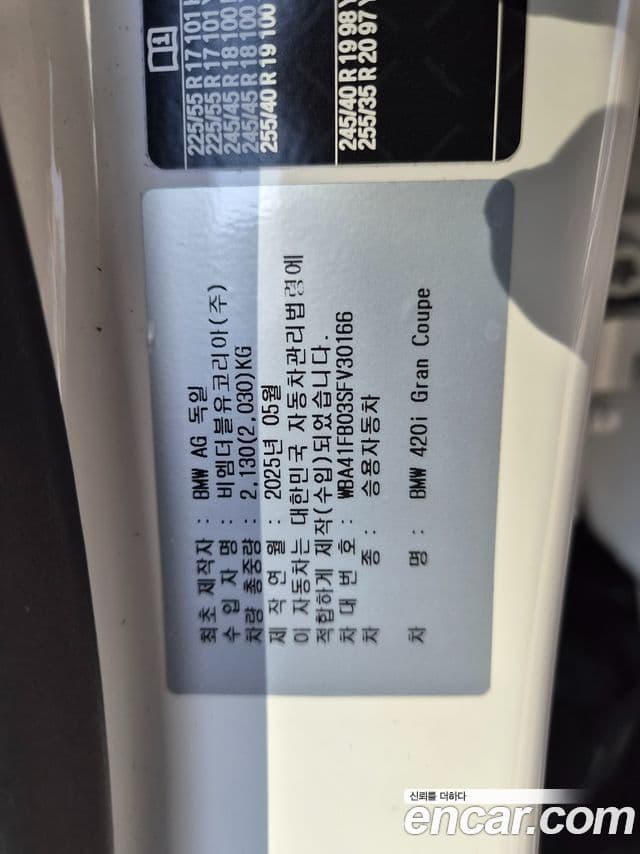 225/55 R 17 101
225/55 R 17 101 Y
245/45 R 18 100
245/45 R 18 100 Y
255/40 R 19 100
245/40 R 19 98 Y
255/35 R 20 97 Y
최초 제작자 : BMW AG 독일
수 입 자 명 : 비엠더블유코리아(주)
차량 총중량 : 2,130(2,030)KG
제 작 연 월 : 2025년 05월
이 자동차는 대한민국 자동차관리법령에
적합하게 제작(수입)되었습니다.
차 대 번 호 : WBA41FB03SFV30166
차 종 : 승용자동차
차 명 : BMW 420i Gran Coupe
신뢰를 더하다
encar.com